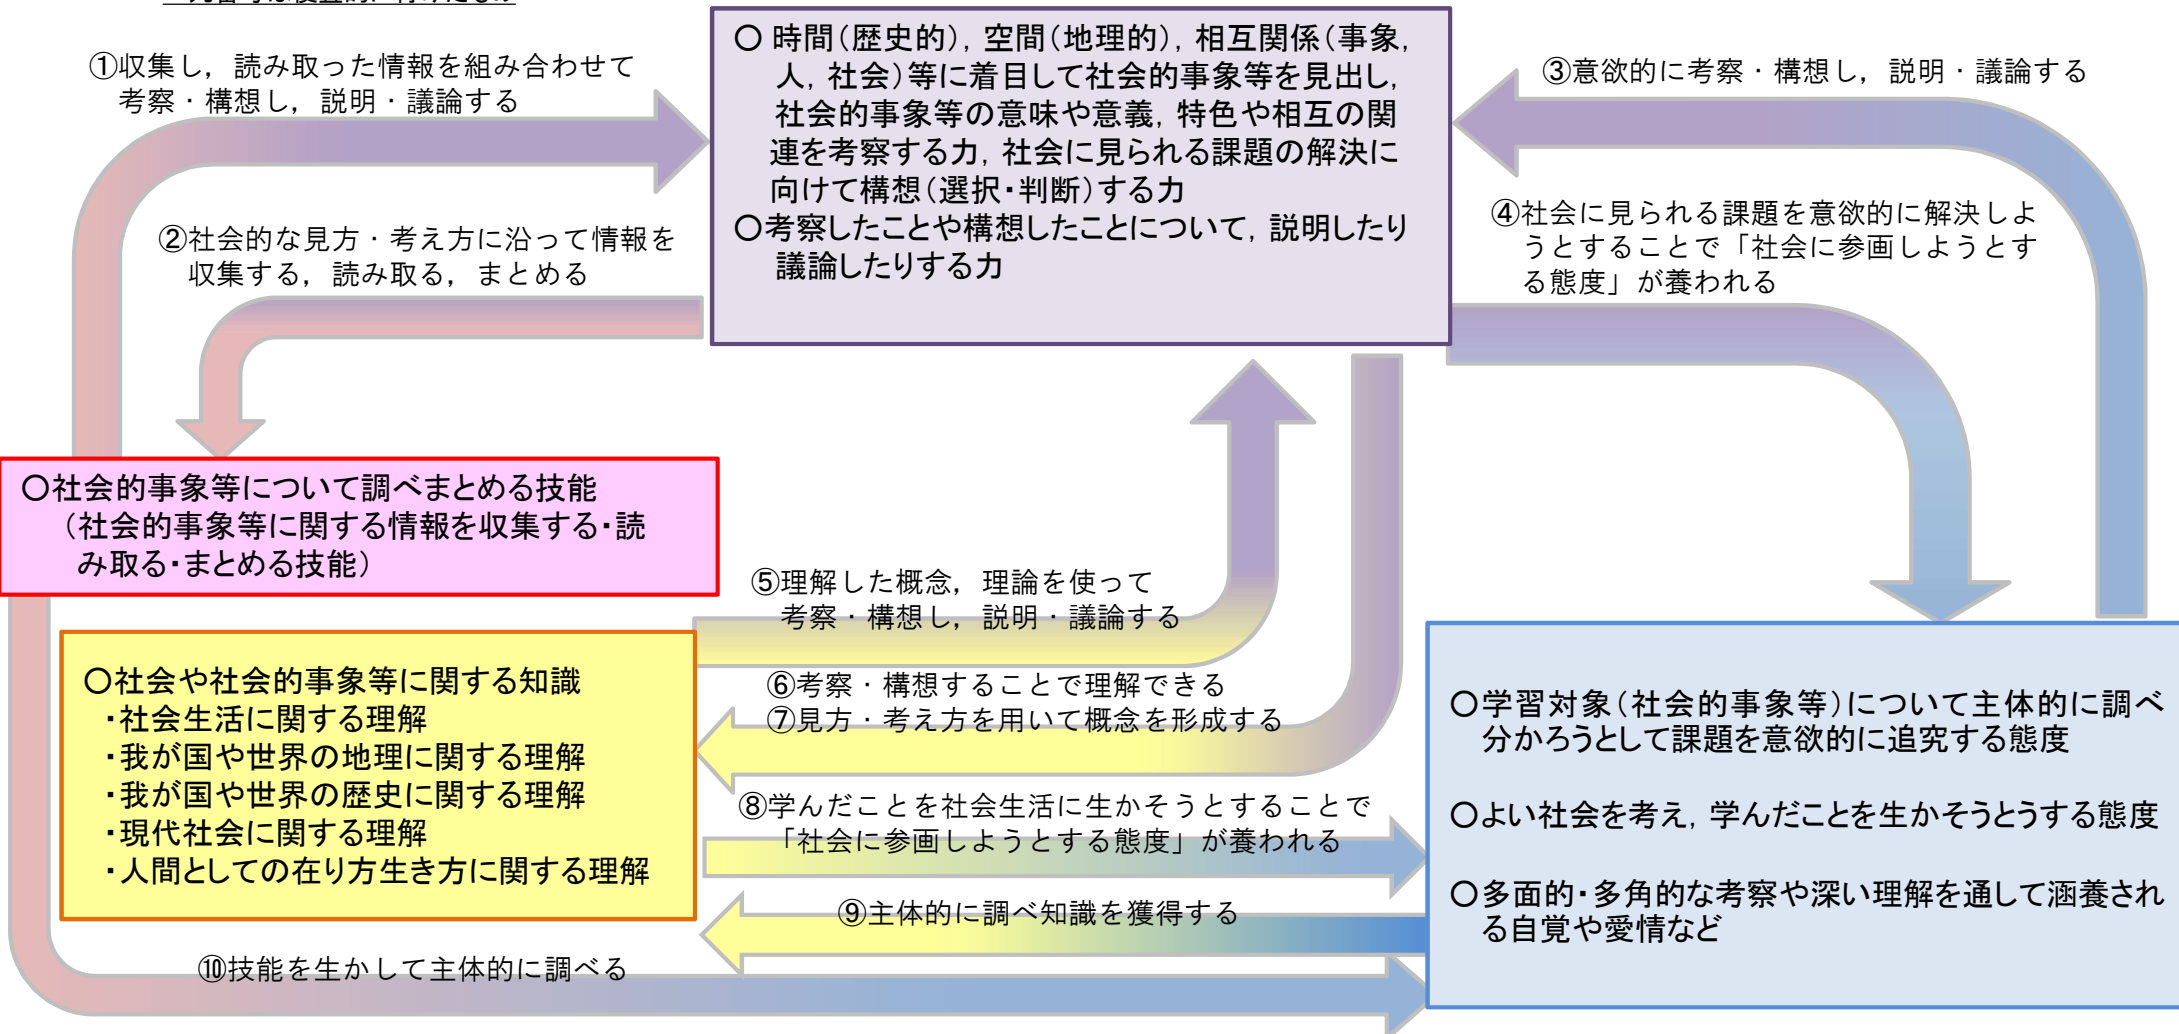 ①収集し，読み取った情報を組み合わせて
考察・構想し，説明・議論する
②社会的な見方・考え方に沿って情報を
収集する，読み取る，まとめる
○ 時間（歴史的），空間（地理的），相互関係（事象，
人，社会）等に着目して社会的事象等を見出し，
社会的事象等の意味や意義，特色や相互の関
連を考察する力，社会に見られる課題の解決に
向けて構想（選択・判断）する力
○考察したことや構想したことについて，説明したり
議論したりする力
③意欲的に考察・構想し，説明・議論する
④社会に見られる課題を意欲的に解決しよ
うとすることで「社会に参画しようとす
る態度」が養われる
○社会的事象等について調べまとめる技能
（社会的事象等に関する情報を収集する・読
み取る・まとめる技能）
⑤理解した概念，理論を使って
考察・構想し，説明・議論する
⑥考察・構想することで理解できる
⑦見方・考え方を用いて概念を形成する
○社会や社会的事象等に関する知識
・社会生活に関する理解
・我が国や世界の地理に関する理解
・我が国や世界の歴史に関する理解
・現代社会に関する理解
・人間としての在り方生き方に関する理解
⑧学んだことを社会生活に生かそうとすることで
「社会に参画しようとする態度」が養われる
⑨主体的に調べ知識を獲得する
⑩技能を生かして主体的に調べる
○学習対象（社会的事象等）について主体的に調べ
分かろうとして課題を意欲的に追究する態度
○よい社会を考え，学んだことを生かそうとうする態度
○多面的・多角的な考察や深い理解を通して涵養され
る自覚や愛情など